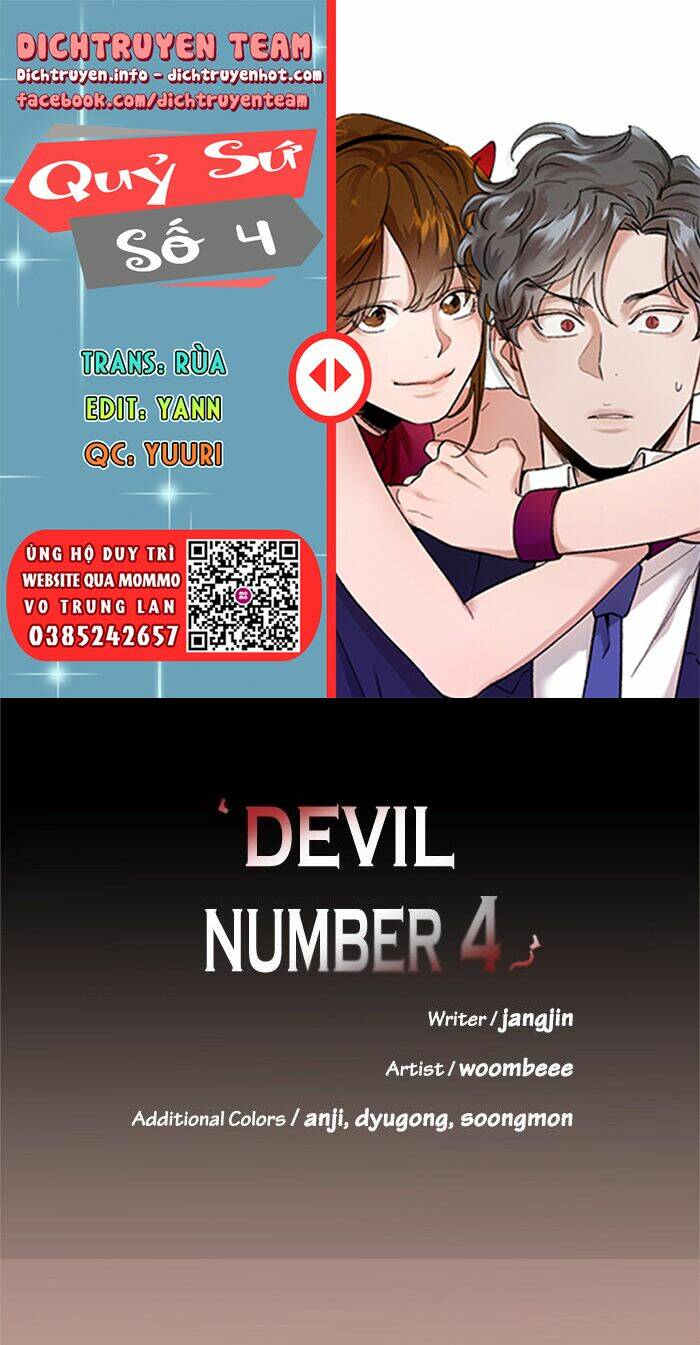 DICHTRUYEN TEAM
Dichtruyen.info - dichtruyenhot.com
facebook.com/dichtruyenteam
Quỷ Sứ
Số 4
TRANS: RÙA
EDIT: YANN
QC: YUURI
ỦNG HỘ DUY TRÌ
WEBSITE QUA MOMMO
VO TRUNG LAN
0385242657
DEVIL
NUMBER 4
Writer / jangjin
Artist / woombeee
Additional Colors / anji, dyugong, soongmon